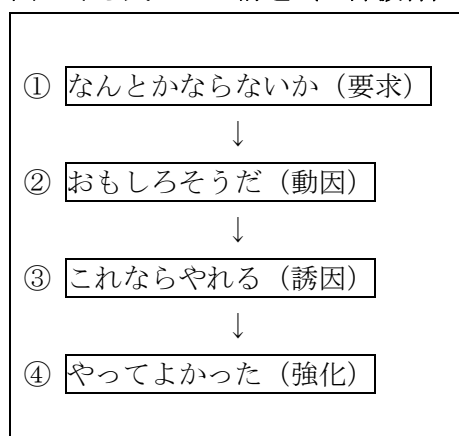 ① なんとかならないか（要求）
↓
② おもしろそうだ（動因）
↓
③ これならやれる（誘因）
↓
④ やってよかった（強化）